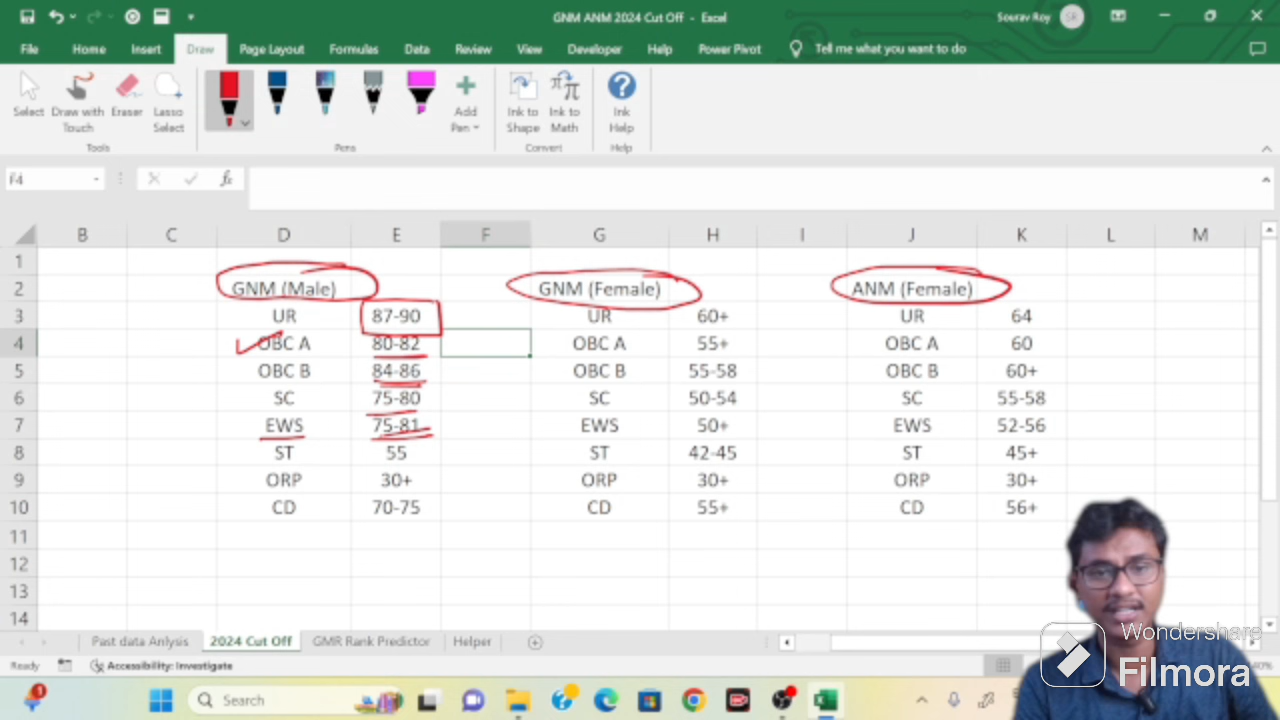 GNM ANM 2024 Cut Off - Excel
Sourav Roy
SR
File Home Insert Draw Page Layout Formulas Data Review View Developer Help Power Pivot Tell me what you want to do
Select Draw with Touch Eraser Lasso Select Add Pen Ink to Shape Ink to Math Ink Help
Tools Pens Convert Help
F4 fx
B C D E F G H I J K L M
1
2 GNM (Male) GNM (Female) ANM (Female)
3 UR 87-90 UR 60+ UR 64
4 OBC A 80-82 OBC A 55+ OBC A 60
5 OBC B 84-86 OBC B 55-58 OBC B 60+
6 SC 75-80 SC 50-54 SC 55-58
7 EWS 75-81 EWS 50+ EWS 52-56
8 ST 55 ST 42-45 ST 45+
9 ORP 30+ ORP 30+ ORP 30+
10 CD 70-75 CD 55+ CD 56+
11
12
13
14
Past data Anlysis 2024 Cut Off GMR Rank Predictor Helper
Ready Accessibility: Investigate
Wondershare
Filmora
1 Search